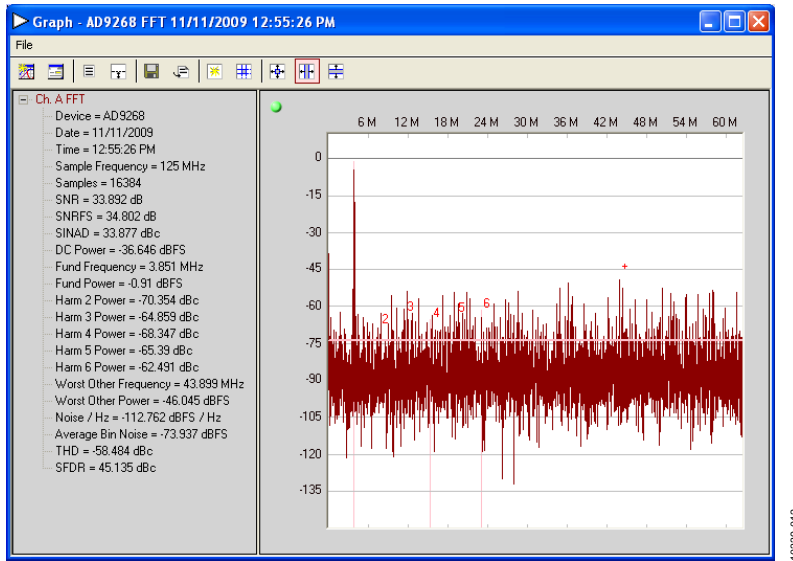 Graph - AD9268 FFT 11/11/2009 12:55:26 PM
File
Ch. A FFT
Device = AD9268
Date = 11/11/2009
Time = 12:55:26 PM
Sample Frequency = 125 MHz
Samples = 16384
SNR = 33.892 dB
SNRFS = 34.802 dB
SINAD = 33.877 dBc
DC Power = -36.646 dBFS
Fund Frequency = 3.851 MHz
Fund Power = -0.91 dBFS
Harm 2 Power = -70.354 dBc
Harm 3 Power = -64.859 dBc
Harm 4 Power = -68.347 dBc
Harm 5 Power = -65.39 dBc
Harm 6 Power = -62.491 dBc
Worst Other Frequency = 43.899 MHz
Worst Other Power = -46.045 dBFS
Noise / Hz = -112.762 dBFS / Hz
Average Bin Noise = -73.937 dBFS
THD = -58.484 dBc
SFDR = 45.135 dBc
6 M 12 M 18 M 24 M 30 M 36 M 42 M 48 M 54 M 60 M
0
-15
-30
-45
+
-60
2 3 4 5 6
-75
-90
-105
-120
-135